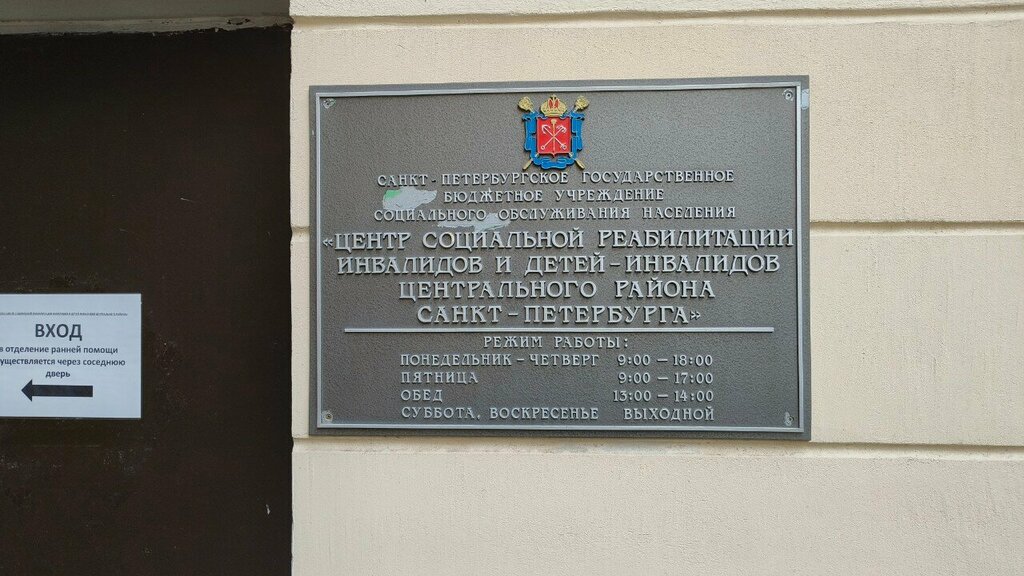 САНКТ-ПЕТЕРБУРГСКОЕ ГОСУДАРСТВЕННОЕ
БЮДЖЕТНОЕ УЧРЕЖДЕНИЕ
СОЦИАЛЬНОГО ОБСЛУЖИВАНИЯ НАСЕЛЕНИЯ
«ЦЕНТР СОЦИАЛЬНОЙ РЕАБИЛИТАЦИИ
ИНВАЛИДОВ И ДЕТЕЙ-ИНВАЛИДОВ
ЦЕНТРАЛЬНОГО РАЙОНА
САНКТ-ПЕТЕРБУРГА»
РЕЖИМ РАБОТЫ:
ПОНЕДЕЛЬНИК – ЧЕТВЕРГ 9:00 – 18:00
ПЯТНИЦА 9:00 – 17:00
ОБЕД 13:00 – 14:00
СУББОТА, ВОСКРЕСЕНЬЕ ВЫХОДНОЙ
ВХОД
в отделение ранней помощи
осуществляется через соседнюю
дверь